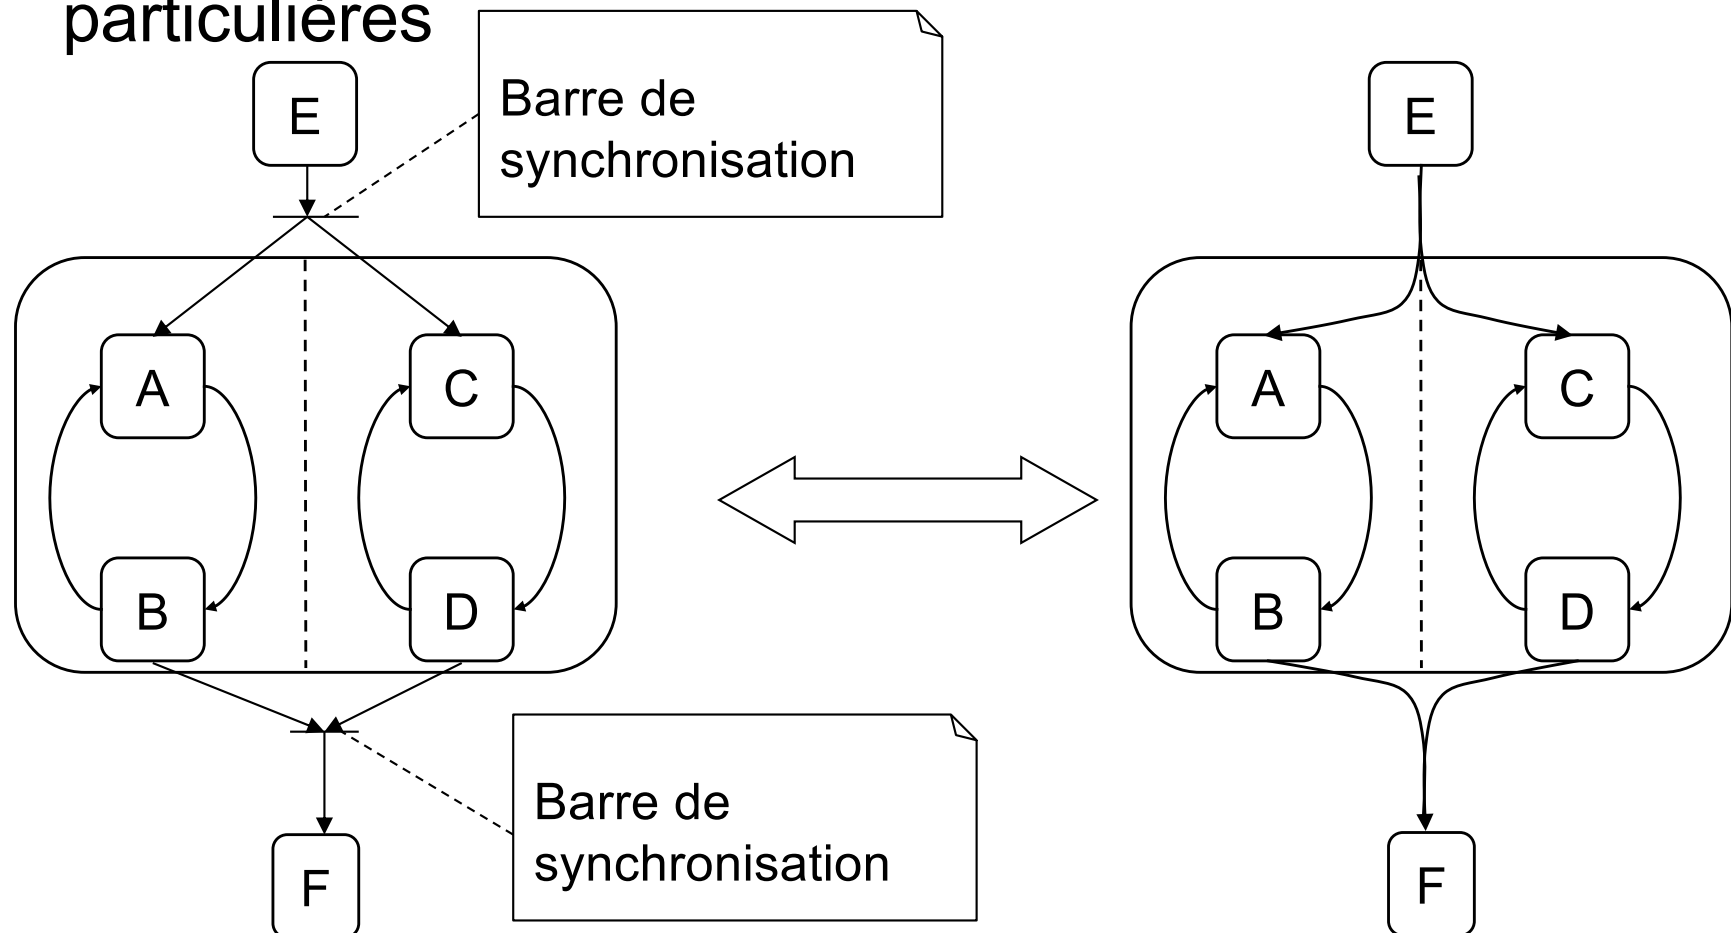 particulières
Barre de
synchronisation
E
E
A
C
A
C
B
D
B
D
Barre de
synchronisation
F
F